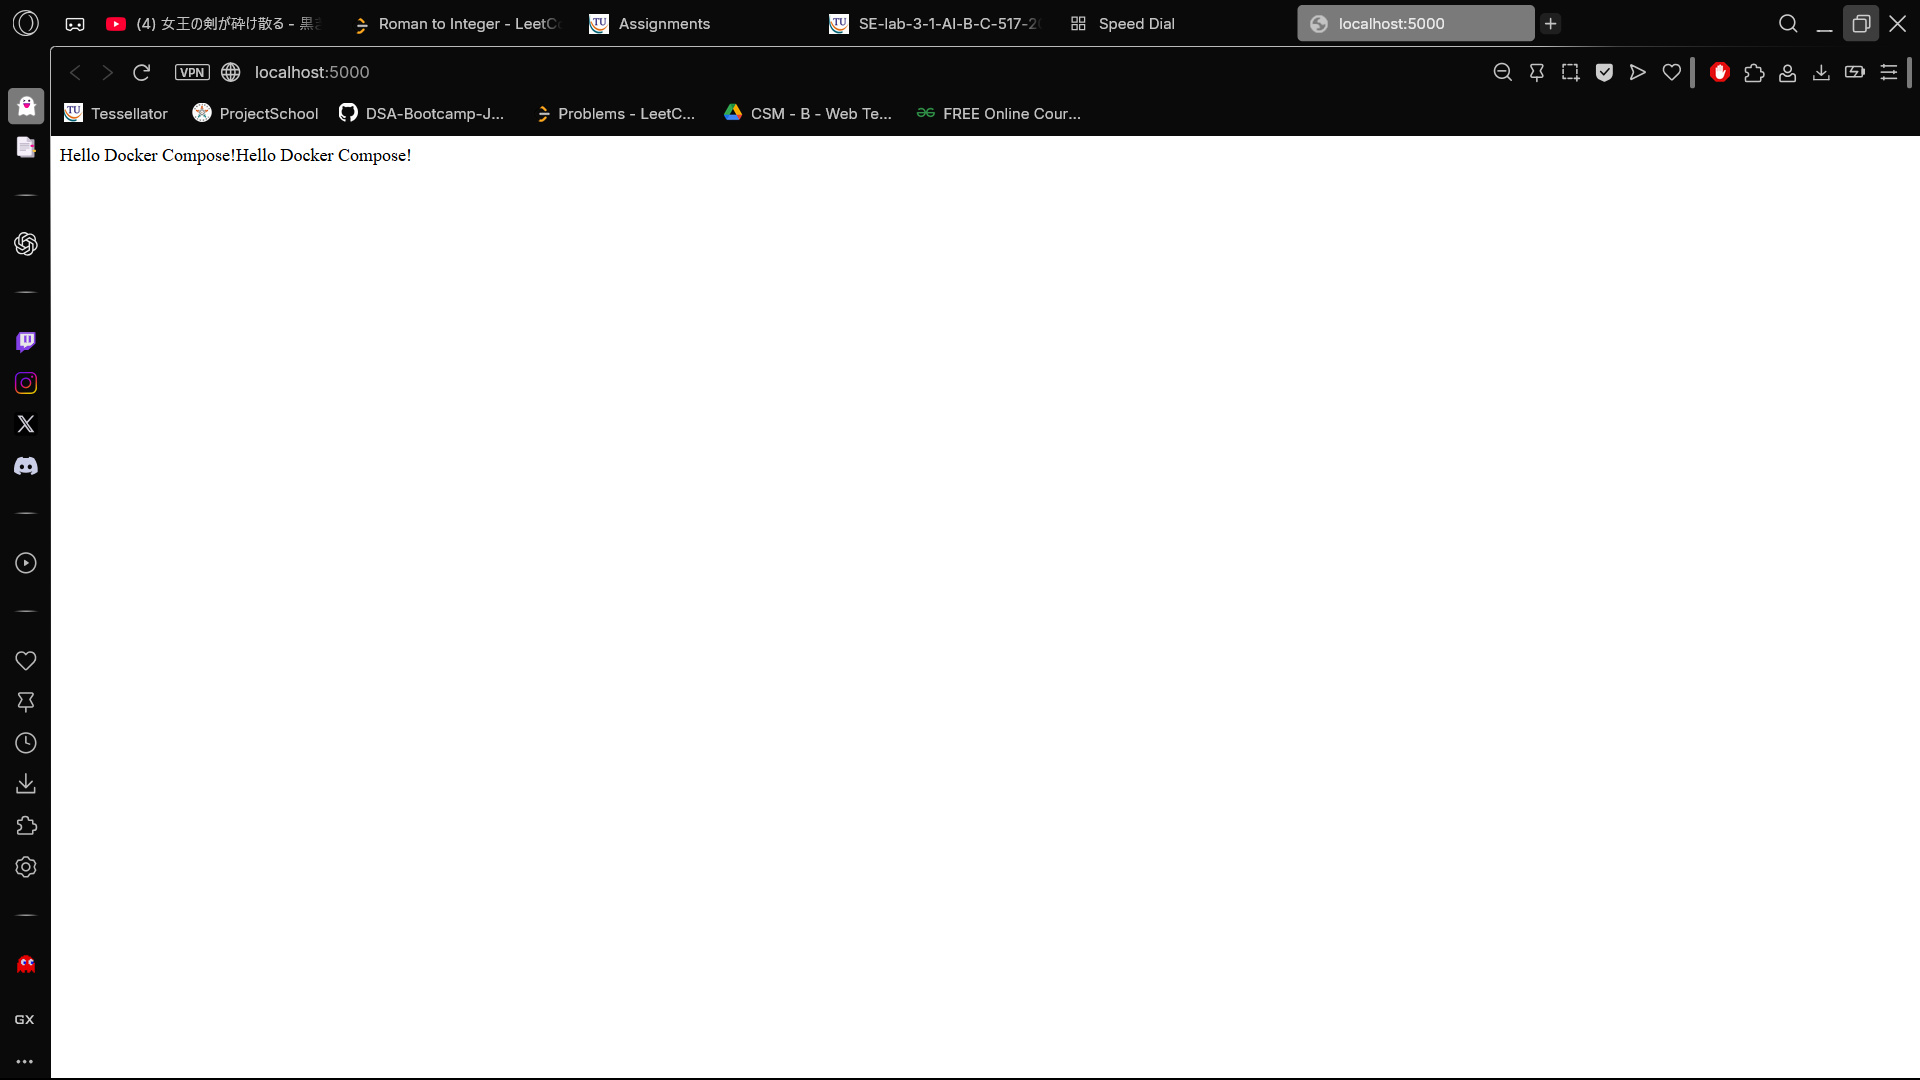 (4) 女王の剣が砕け散る - 黒
Roman to Integer - LeetC
Assignments
SE-lab-3-1-AI-B-C-517-2
Speed Dial
localhost:5000
VPN
localhost:5000
TU Tessellator
ProjectSchool
DSA-Bootcamp-J...
Problems - LeetC...
CSM - B - Web Te...
FREE Online Cour...
Hello Docker Compose!Hello Docker Compose!
GX